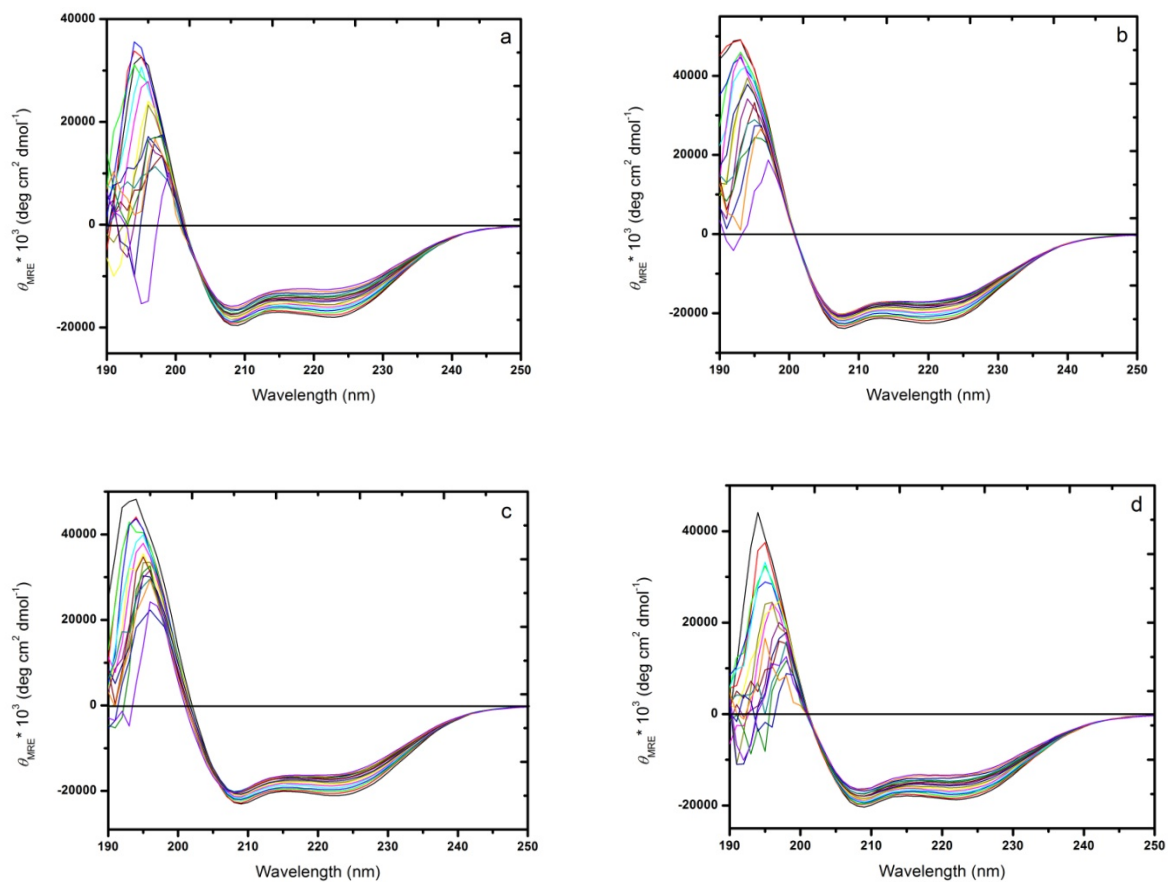 a
40000
20000
0
-20000
190 200 210 220 230 240 250
Wavelength (nm)
θMRE* 10³ (deg cm² dmol⁻¹)
b
40000
20000
0
-20000
190 200 210 220 230 240 250
Wavelength (nm)
θMRE* 10³ (deg cm² dmol⁻¹)
c
40000
20000
0
-20000
190 200 210 220 230 240 250
Wavelength (nm)
θMRE* 10³ (deg cm² dmol⁻¹)
d
40000
20000
0
-20000
190 200 210 220 230 240 250
Wavelength (nm)
θMRE* 10³ (deg cm² dmol⁻¹)